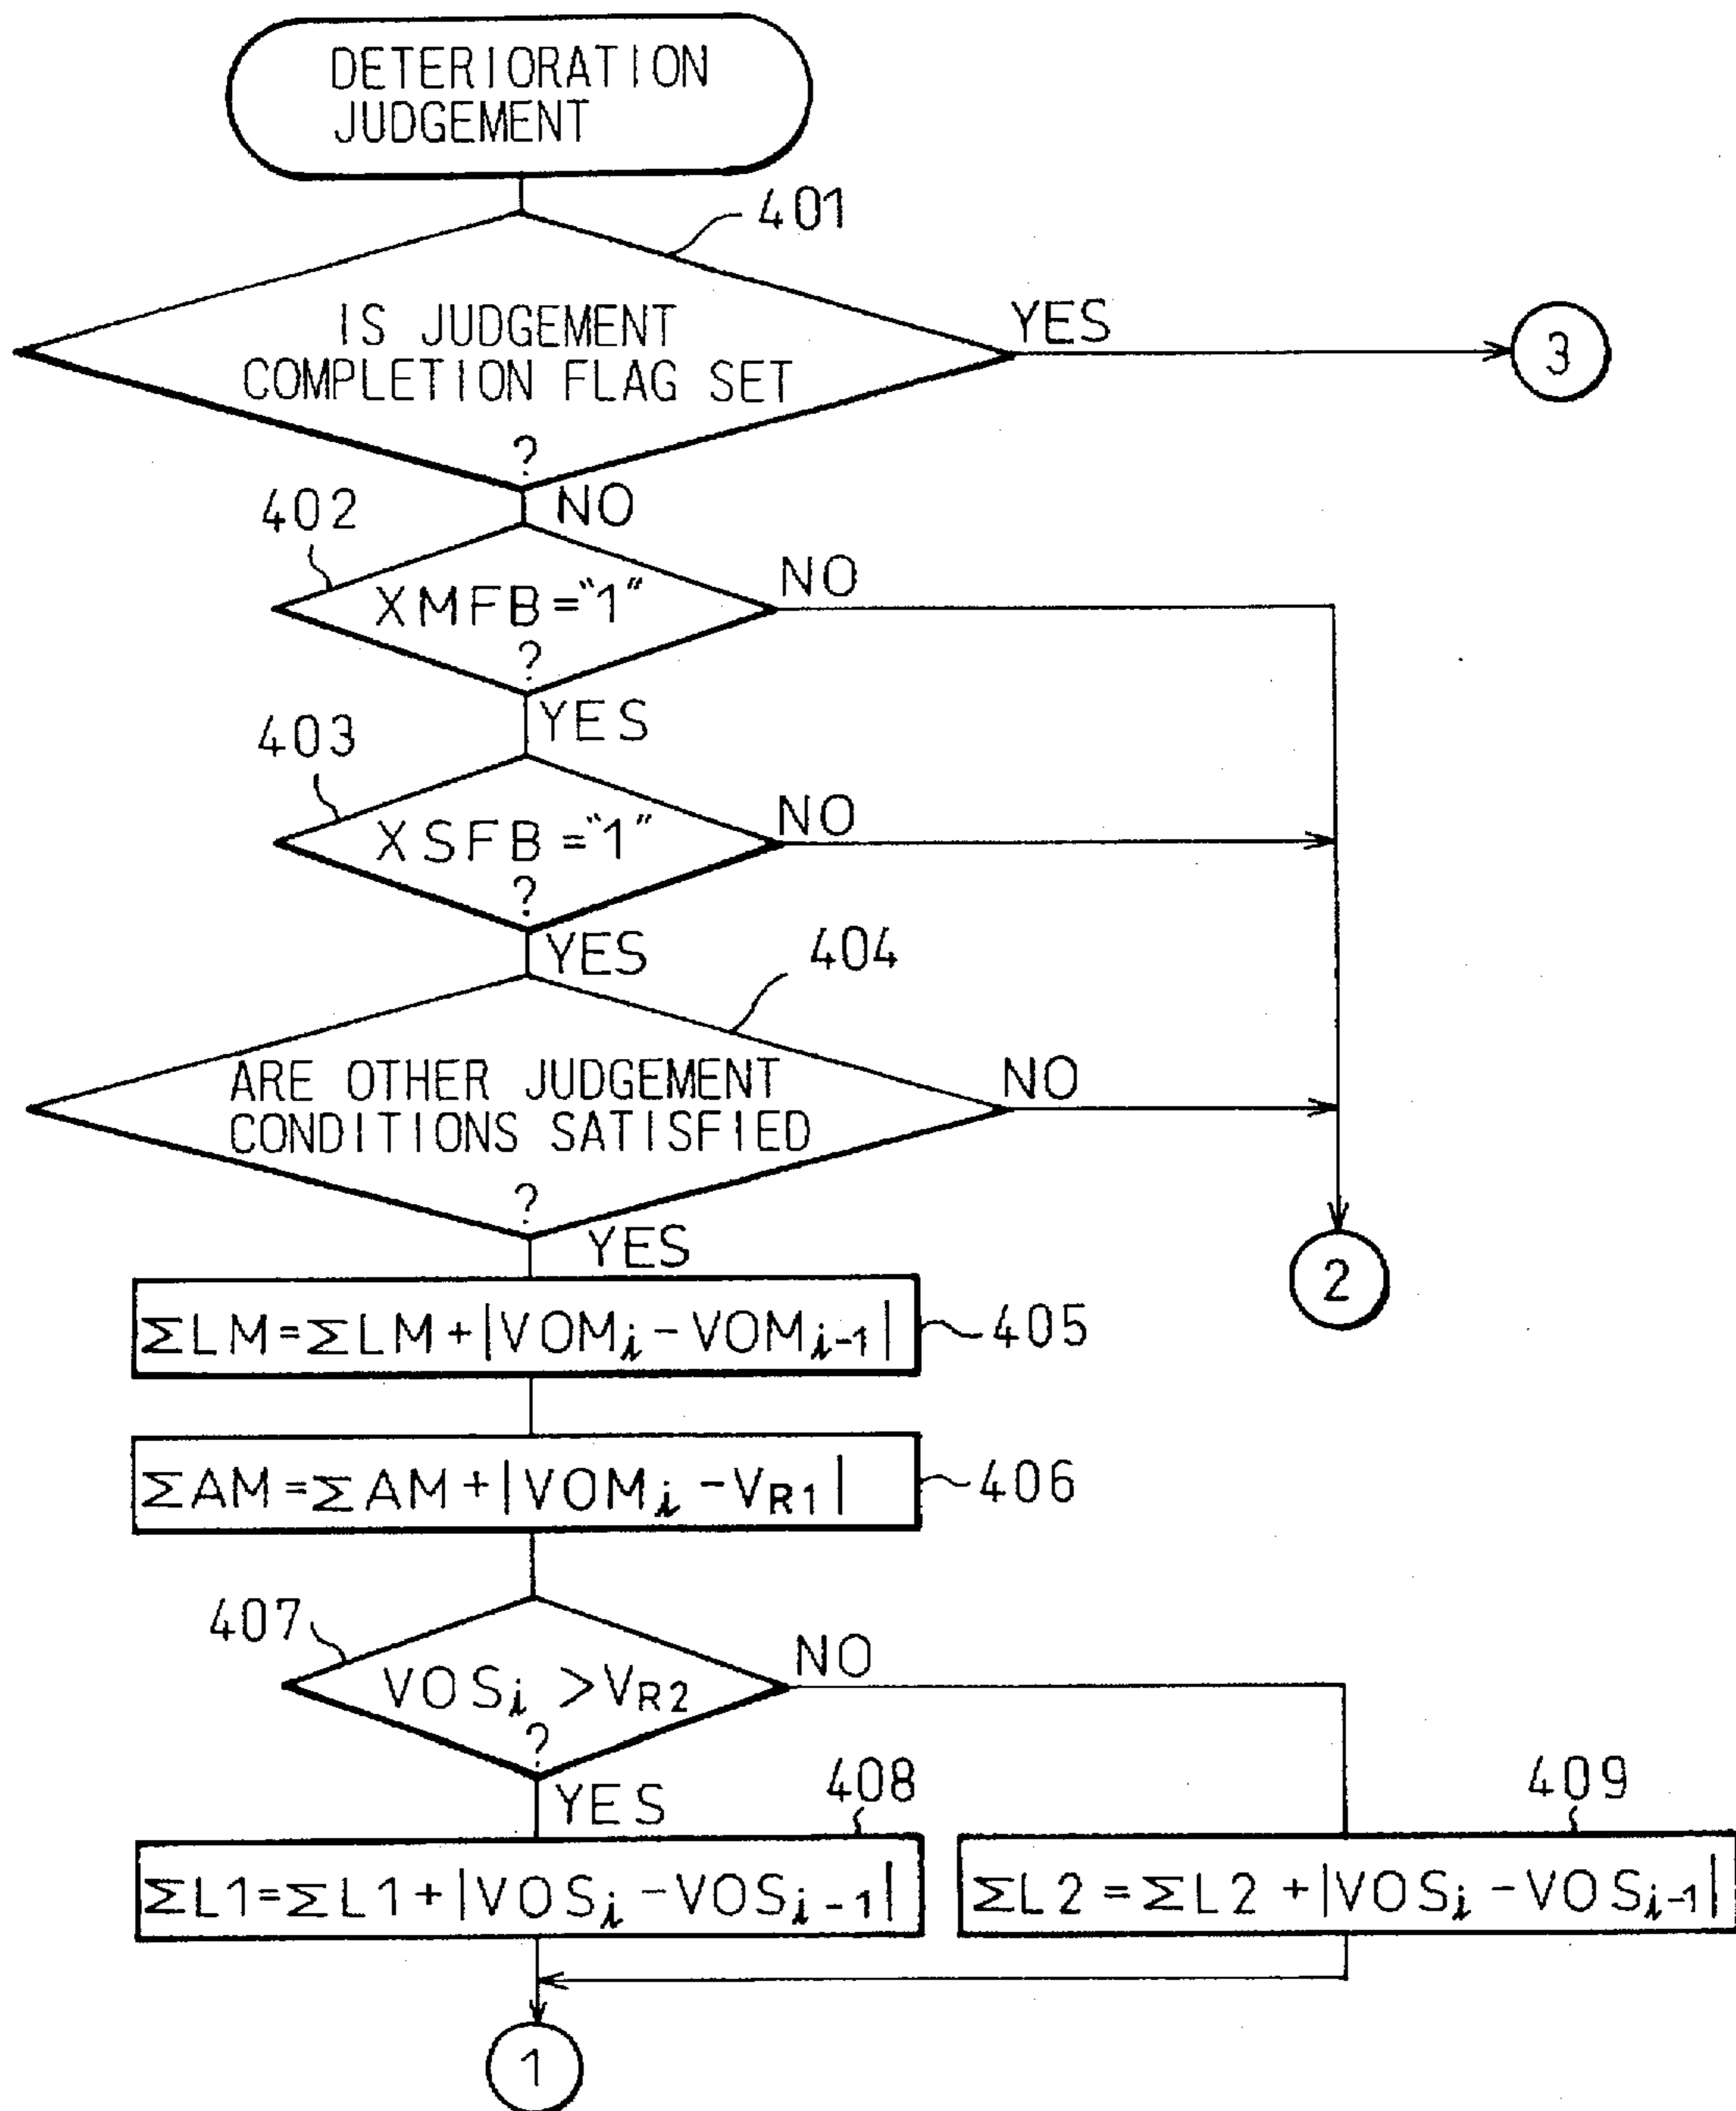 DETERIORATION
JUDGEMENT
401
IS JUDGEMENT
COMPLETION FLAG SET
?
YES
3
NO
402
XMFB="1"
?
NO
YES
403
XSFB="1"
?
NO
YES
404
ARE OTHER JUDGEMENT
CONDITIONS SATISFIED
?
NO
2
YES
ΣLM=ΣLM+|VOMi-VOMi-1|
405
ΣAM=ΣAM+|VOMi-VR1|
406
407
VOSi>VR2
?
NO
YES
408
ΣL1=ΣL1+|VOSi-VOSi-1|
409
ΣL2=ΣL2+|VOSi-VOSi-1|
1